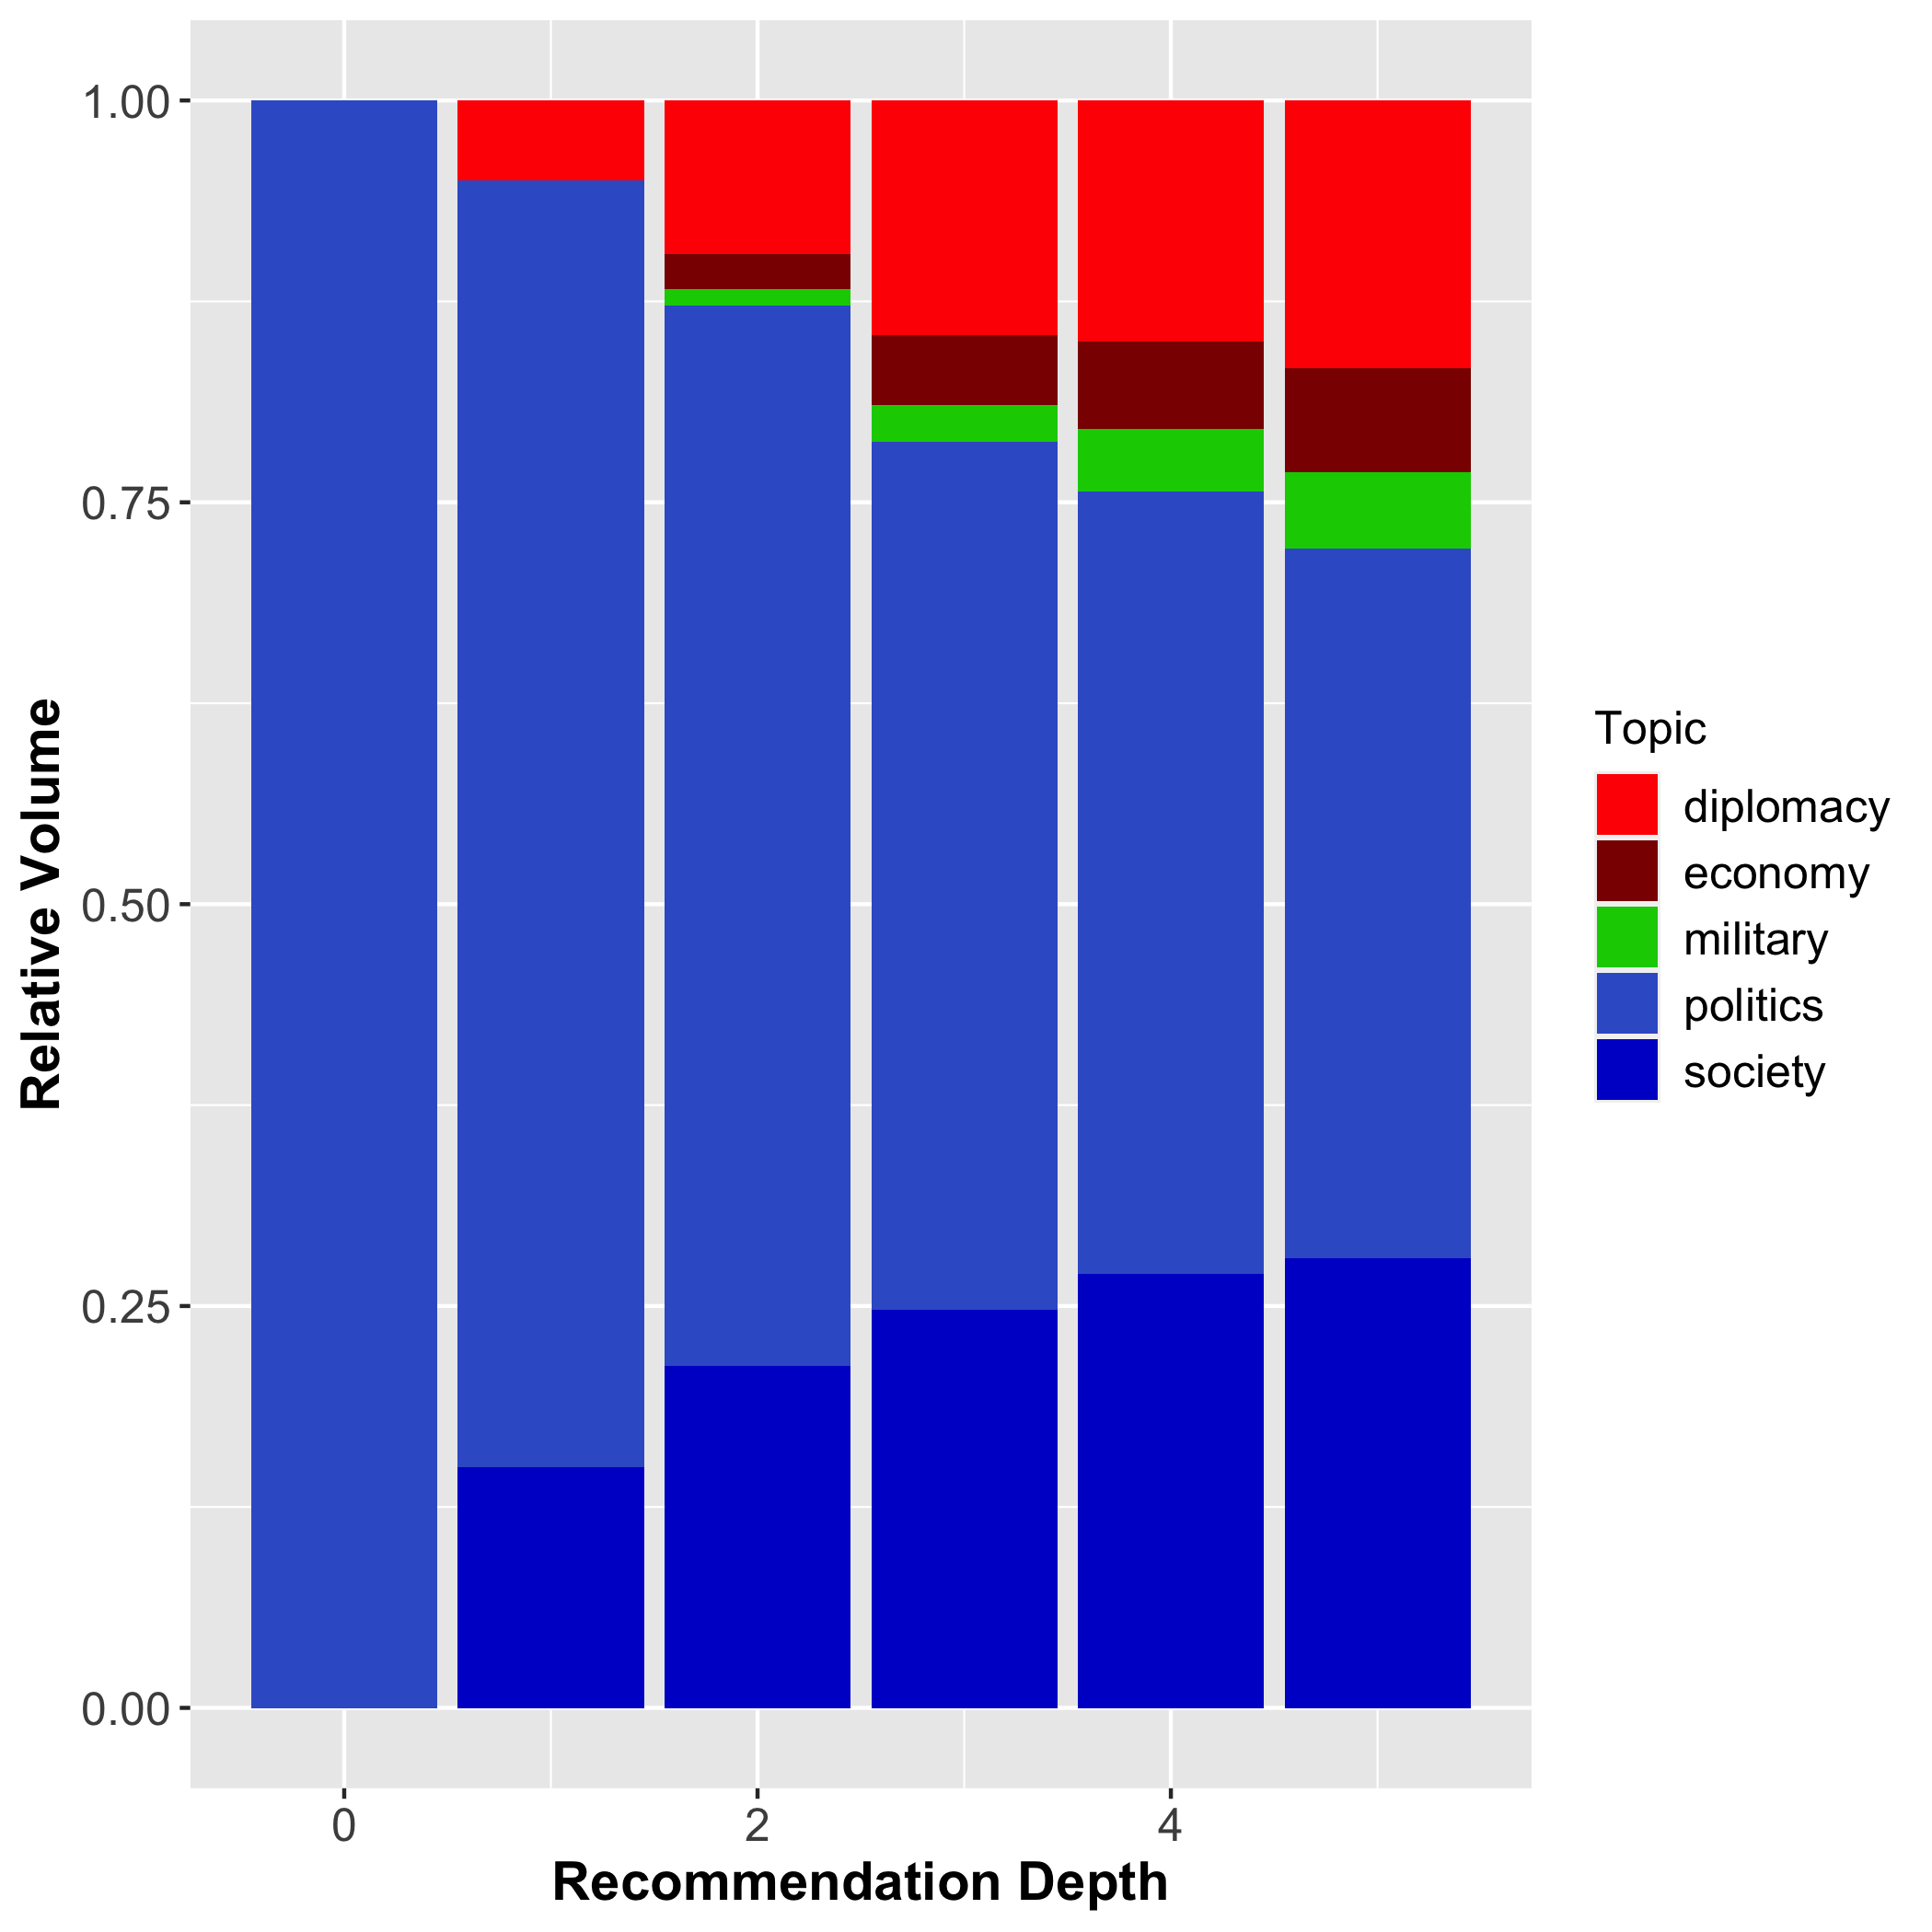 1.00
0.75
0.50
0.25
0.00
Relative Volume
0
2
4
Recommendation Depth
Topic
diplomacy
economy
military
politics
society